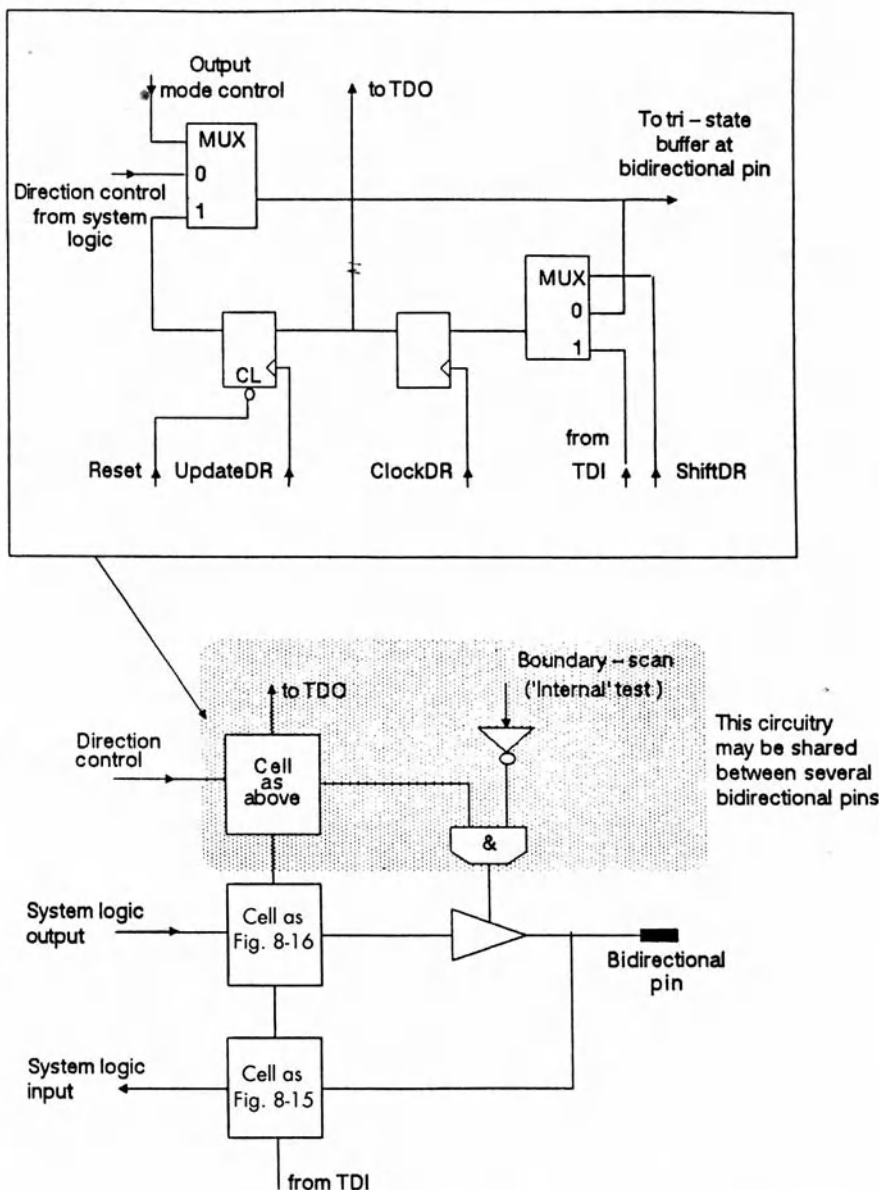 Output
mode control
to TDO
To tri – state
buffer at
bidirectional pin
MUX
0
1
Direction control
from system
logic
MUX
0
1
CL
from
TDI
Reset
UpdateDR
ClockDR
ShiftDR
to TDO
Boundary – scan
('Internal' test )
This circuitry
may be shared
between several
bidirectional pins
Direction
control
Cell
as
above
&
System logic
output
Cell as
Fig. 8-16
Bidirectional
pin
System logic
input
Cell as
Fig. 8-15
from TDI